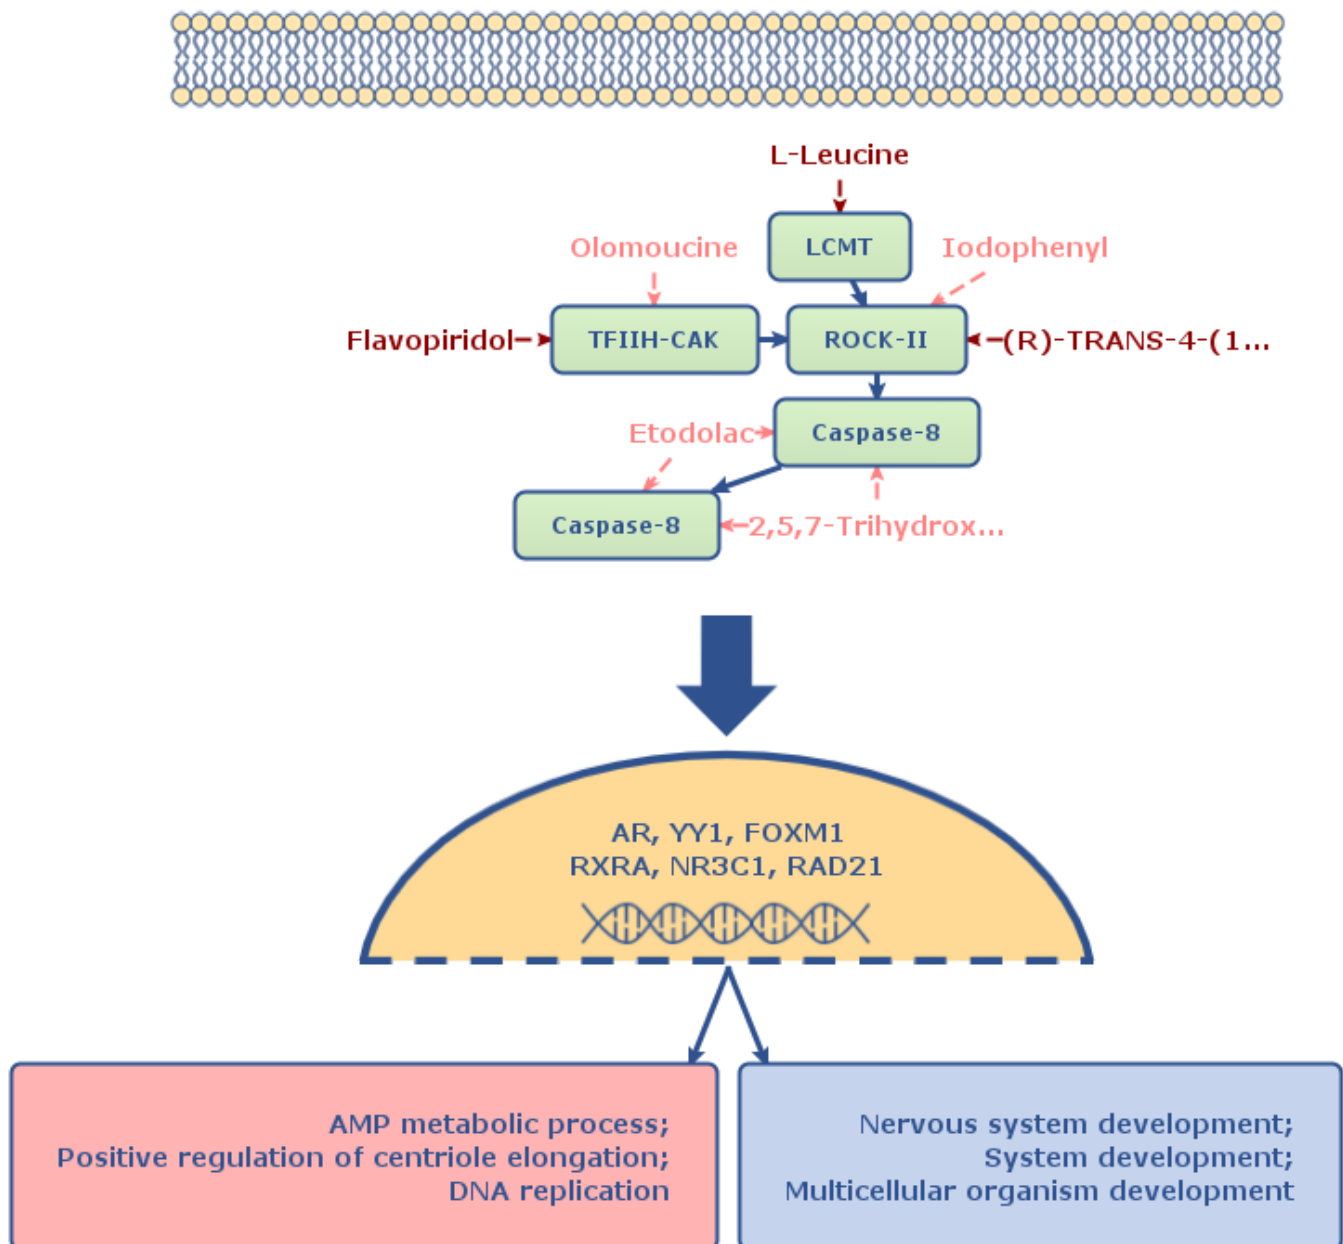 L-Leucine
LCMT
Olomoucine
Iodophenyl
Flavopiridol
TFIIH-CAK
ROCK-II
(R)-TRANS-4-(1...
Etodolac
Caspase-8
Caspase-8
2,5,7-Trihydrox...
AR, YY1, FOXM1
RXRA, NR3C1, RAD21
AMP metabolic process;
Positive regulation of centriole elongation;
DNA replication
Nervous system development;
System development;
Multicellular organism development